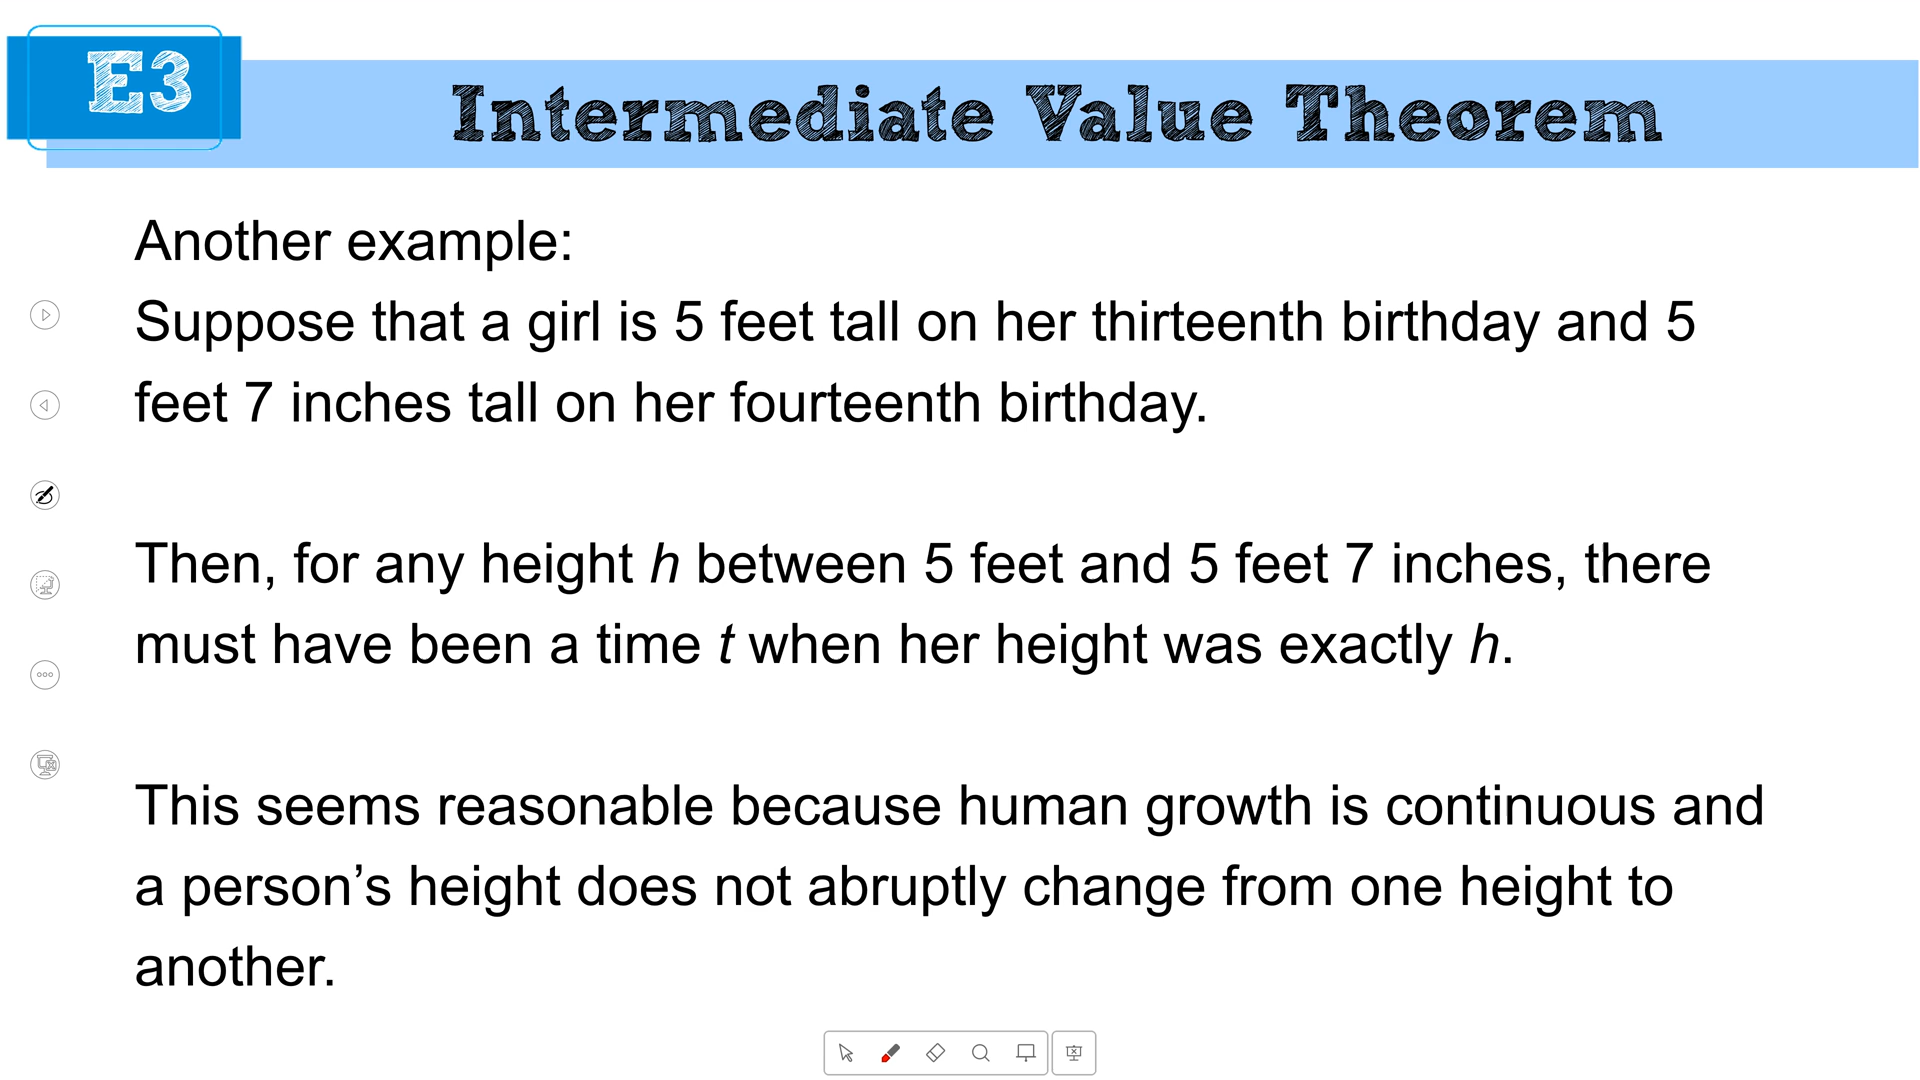 E3
Intermediate Value Theorem
Another example:
Suppose that a girl is 5 feet tall on her thirteenth birthday and 5
feet 7 inches tall on her fourteenth birthday.
Then, for any height h between 5 feet and 5 feet 7 inches, there
must have been a time t when her height was exactly h.
This seems reasonable because human growth is continuous and
a person’s height does not abruptly change from one height to
another.